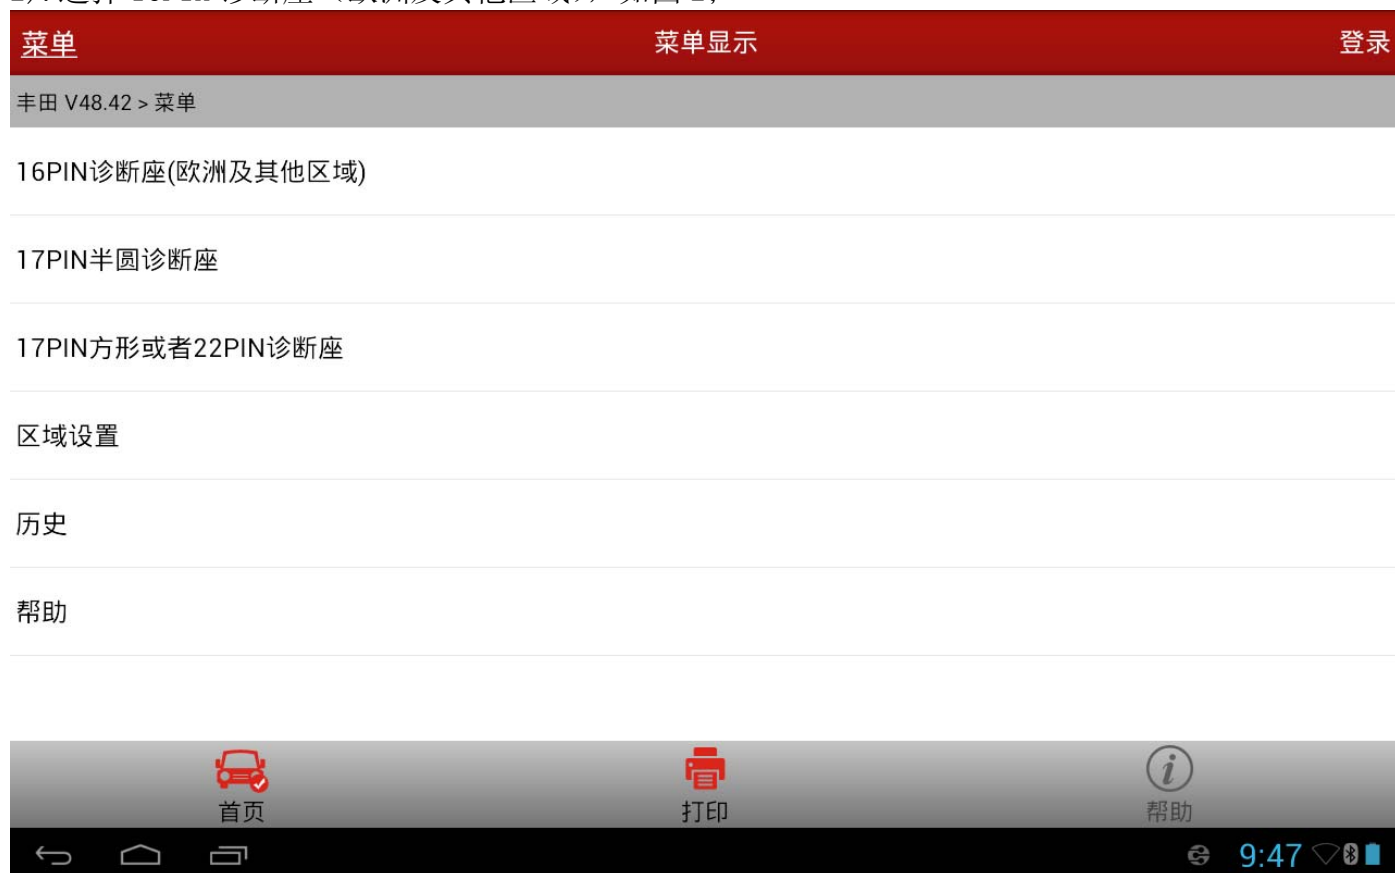 菜单
菜单显示
登录
丰田 V48.42 > 菜单
16PIN诊断座(欧洲及其他区域)
17PIN半圆诊断座
17PIN方形或者22PIN诊断座
区域设置
历史
帮助
首页
打印
帮助
9:47